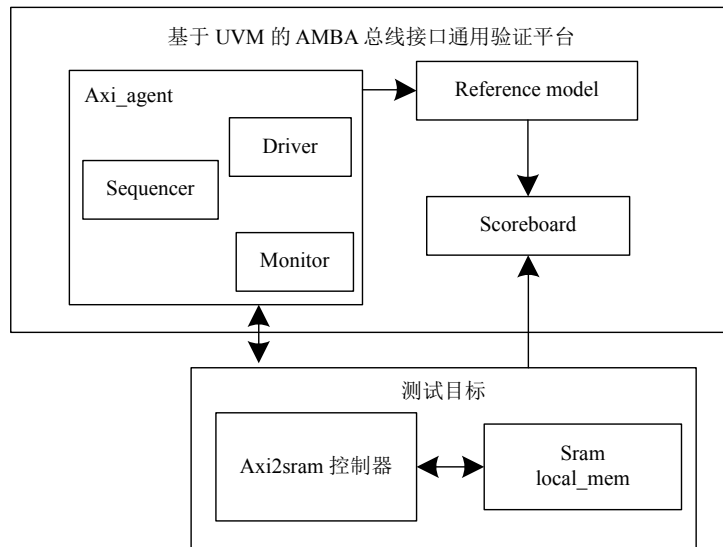 基于 UVM 的 AMBA 总线接口通用验证平台
Axi_agent
Reference model
Driver
Sequencer
Scoreboard
Monitor
测试目标
Axi2sram 控制器
Sram
local_mem